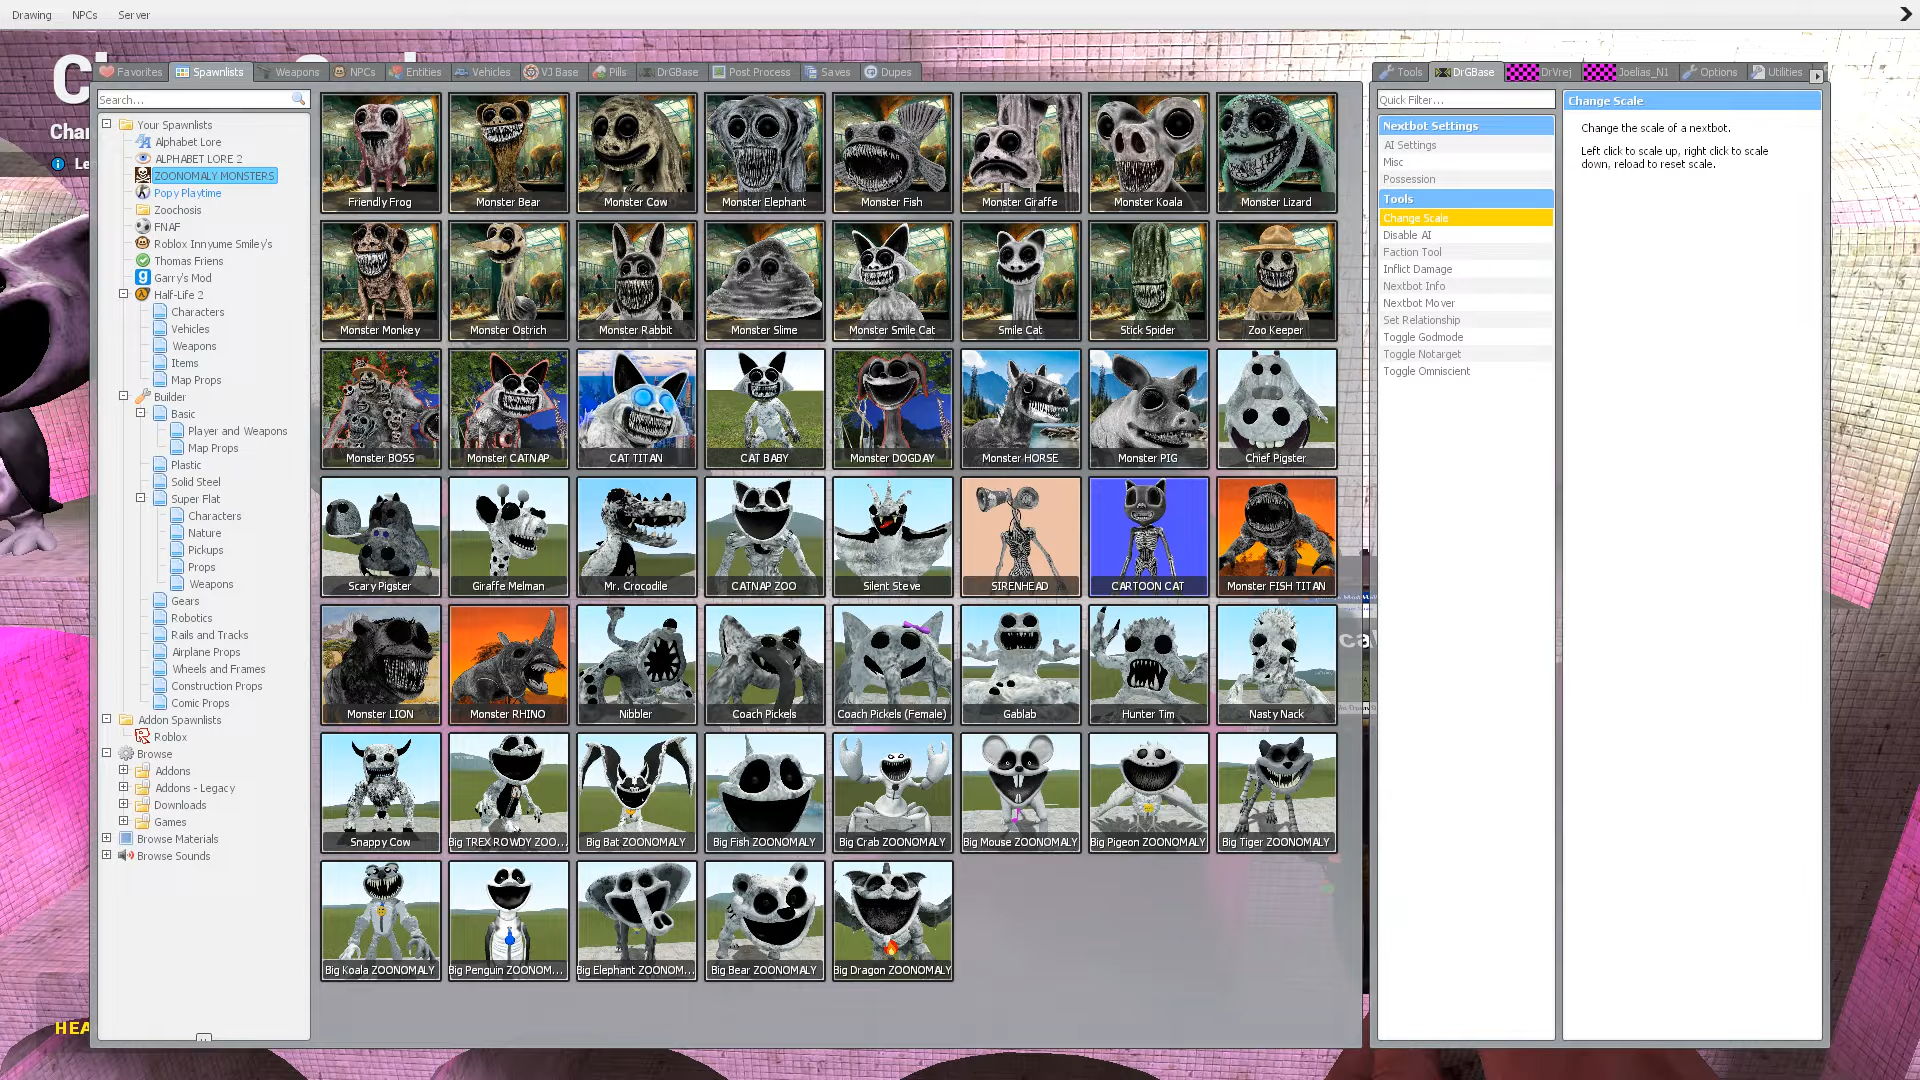 Drawing NPCs Server
Favorites Spawnlists Weapons NPCs Entities Vehicles VJ Base Pills DrGBase Post Process Saves Dupes
Tools DrGBase DrVrej Joelias_N1 Options Utilities
Search...
Your Spawnlists
Alphabet Lore
ALPHABET LORE 2
ZOONOMALY MONSTERS
Popy Playtime
Zoochosis
FNAF
Roblox Innyume Smiley's
Thomas Friens
Garry's Mod
Half-Life 2
Characters
Vehicles
Weapons
Items
Map Props
Builder
Basic
Player and Weapons
Map Props
Plastic
Solid Steel
Super Flat
Characters
Nature
Pickups
Props
Weapons
Gears
Robotics
Rails and Tracks
Airplane Props
Wheels and Frames
Construction Props
Comic Props
Addon Spawnlists
Roblox
Browse
Addons
Addons - Legacy
Downloads
Games
Browse Materials
Browse Sounds
Friendly Frog Monster Bear Monster Cow Monster Elephant Monster Fish Monster Giraffe Monster Koala Monster Lizard
Monster Monkey Monster Ostrich Monster Rabbit Monster Slime Monster Smile Cat Smile Cat Stick Spider Zoo Keeper
Monster BOSS Monster CATNAP CAT TITAN CAT BABY Monster DOGDAY Monster HORSE Monster PIG Chief Pigster
Scary Pigster Giraffe Melman Mr. Crocodile CATNAP ZOO Silent Steve SIRENHEAD CARTOON CAT Monster FISH TITAN
Monster LION Monster RHINO Nibbler Coach Pickels Coach Pickels (Female) Gablab Hunter Tim Nasty Nack
Snappy Cow Big TREX ROWDY ZOO... Big Bat ZOONOMALY Big Fish ZOONOMALY Big Crab ZOONOMALY Big Mouse ZOONOMALY Big Pigeon ZOONOMALY Big Tiger ZOONOMALY
Big Koala ZOONOMALY Big Penguin ZOONOM... Big Elephant ZOONOM... Big Bear ZOONOMALY Big Dragon ZOONOMALY
Quick Filter...
Nextbot Settings
AI Settings
Misc
Possession
Tools
Change Scale
Disable AI
Faction Tool
Inflict Damage
Nextbot Info
Nextbot Mover
Set Relationship
Toggle Godmode
Toggle Notarget
Toggle Omniscient
Change Scale
Change the scale of a nextbot.
Left click to scale up, right click to scale
down, reload to reset scale.
Char
Le
HEA